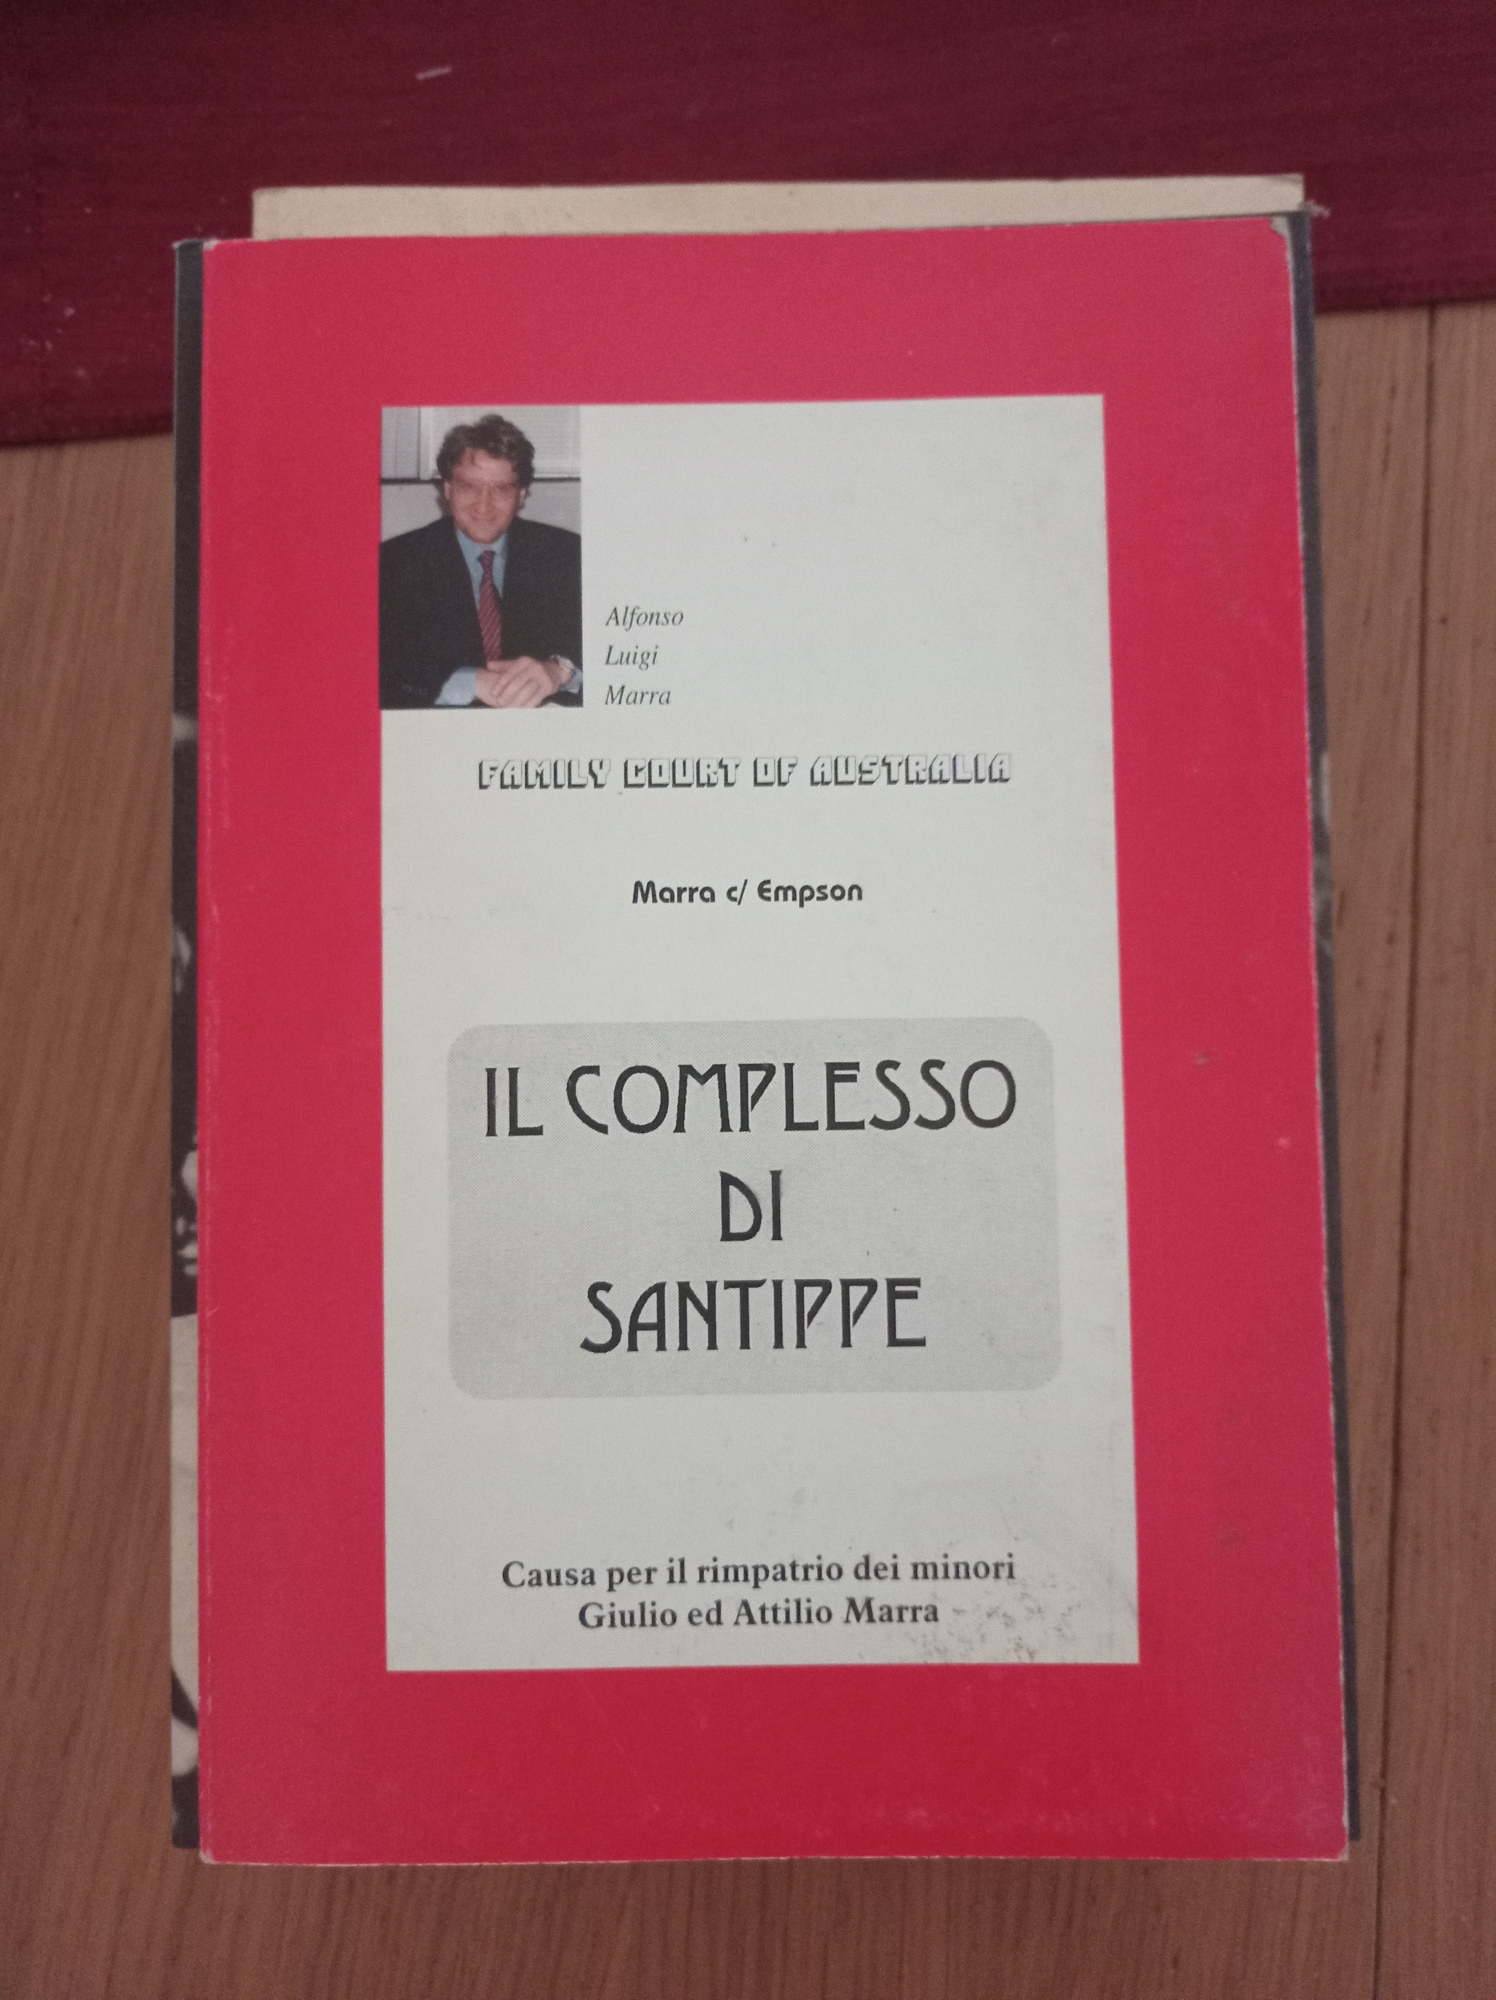 Alfonso
Luigi
Marra
FAMILY COURT OF AUSTRALIA
Marra c/ Empson
IL COMPLESSO
DI
SANTIPPE
Causa per il rimpatrio dei minori
Giulio ed Attilio Marra